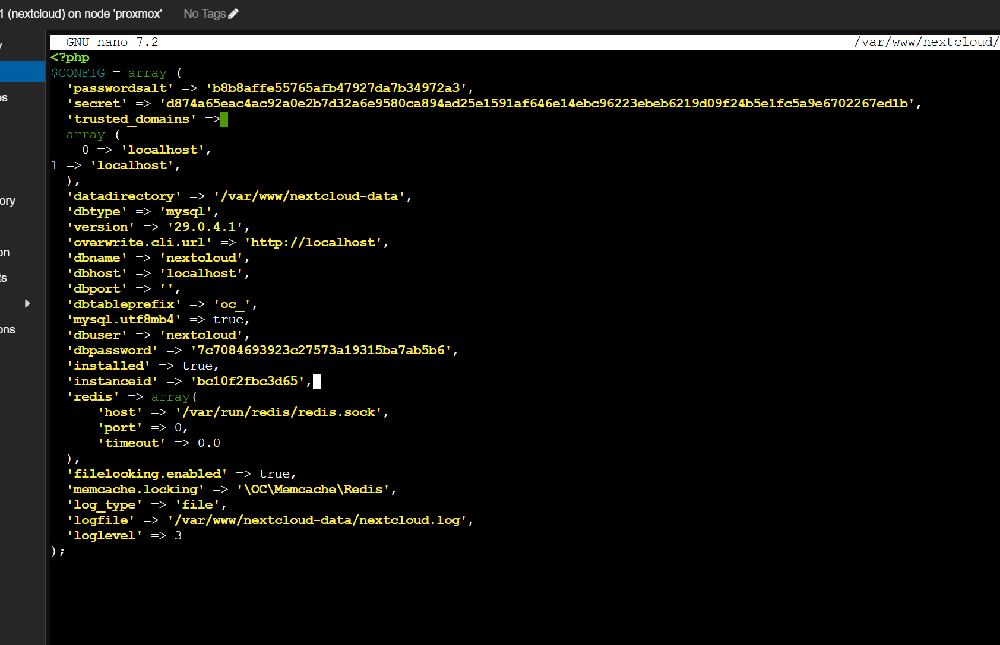 1 (nextcloud) on node 'proxmox' No Tags
GNU nano 7.2 /var/www/nextcloud/
<?php
$CONFIG = array (
'passwordsalt' => 'b8b8affe55765afb47927da7b34972a3',
'secret' => 'd874a65eac4ac92a0e2b7d32a6e9580ca894ad25e1591af646e14ebc96223ebeb6219d09f24b5e1fc5a9e6702267ed1b',
'trusted_domains' =>
array (
0 => 'localhost',
1 => 'localhost',
),
'datadirectory' => '/var/www/nextcloud-data',
'dbtype' => 'mysql',
'version' => '29.0.4.1',
'overwrite.cli.url' => 'http://localhost',
'dbname' => 'nextcloud',
'dbhost' => 'localhost',
'dbport' => '',
'dbtableprefix' => 'oc_',
'mysql.utf8mb4' => true,
'dbuser' => 'nextcloud',
'dbpassword' => '7c7084693923c27573a19315ba7ab5b6',
'installed' => true,
'instanceid' => 'bc10f2fbc3d65',
'redis' => array(
'host' => '/var/run/redis/redis.sock',
'port' => 0,
'timeout' => 0.0
),
'filelocking.enabled' => true,
'memcache.locking' => '\OC\Memcache\Redis',
'log_type' => 'file',
'logfile' => '/var/www/nextcloud-data/nextcloud.log',
'loglevel' => 3
);
y
es
ory
on
ts
ons